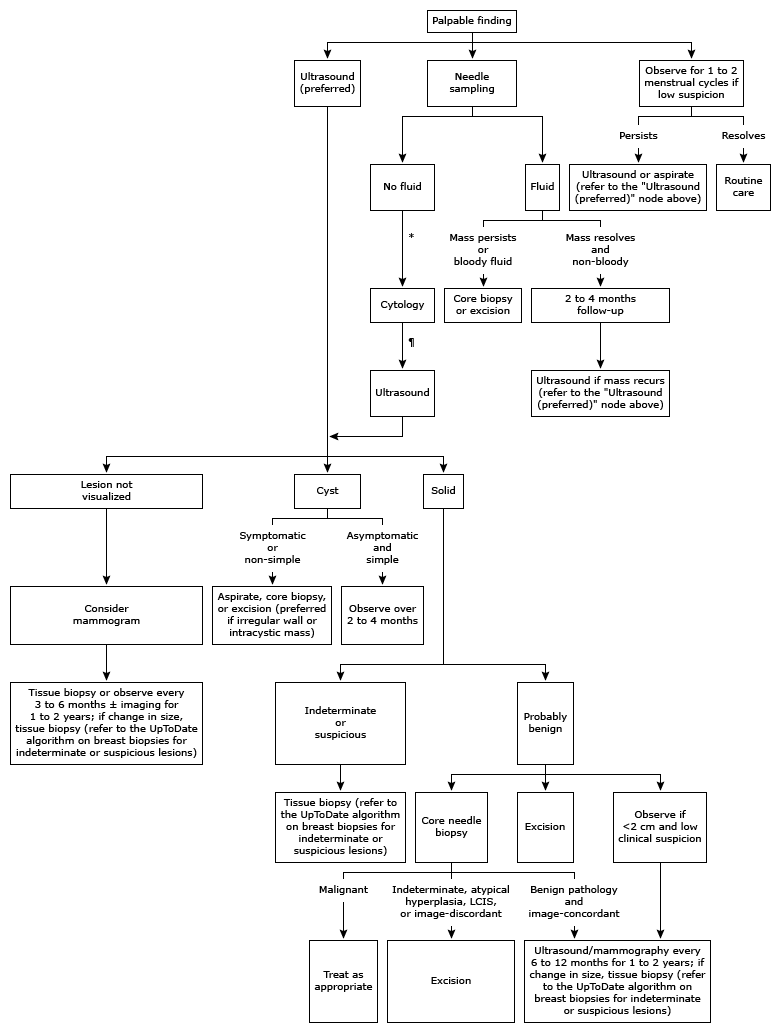 Palpable finding
Ultrasound
(preferred)
Needle
sampling
Observe for 1 to 2
menstrual cycles if
low suspicion
Persists
Resolves
No fluid
Fluid
Ultrasound or aspirate
(refer to the "Ultrasound
(preferred)" node above)
Routine
care
*
Mass persists
or
bloody fluid
Mass resolves
and
non-bloody
Cytology
Core biopsy
or excision
2 to 4 months
follow-up
¶
Ultrasound
Ultrasound if mass recurs
(refer to the "Ultrasound
(preferred)" node above)
Lesion not
visualized
Cyst
Solid
Symptomatic
or
non-simple
Asymptomatic
and
simple
Consider
mammogram
Aspirate, core biopsy,
or excision (preferred
if irregular wall or
intracystic mass)
Observe over
2 to 4 months
Tissue biopsy or observe every
3 to 6 months ± imaging for
1 to 2 years; if change in size,
tissue biopsy (refer to the UpToDate
algorithm on breast biopsies for
indeterminate or suspicious lesions)
Indeterminate
or
suspicious
Probably
benign
Tissue biopsy (refer to
the UpToDate algorithm
on breast biopsies for
indeterminate or
suspicious lesions)
Core needle
biopsy
Excision
Observe if
<2 cm and low
clinical suspicion
Malignant
Indeterminate, atypical
hyperplasia, LCIS,
or image-discordant
Benign pathology
and
image-concordant
Treat as
appropriate
Excision
Ultrasound/mammography every
6 to 12 months for 1 to 2 years; if
change in size, tissue biopsy (refer
to the UpToDate algorithm on
breast biopsies for indeterminate
or suspicious lesions)